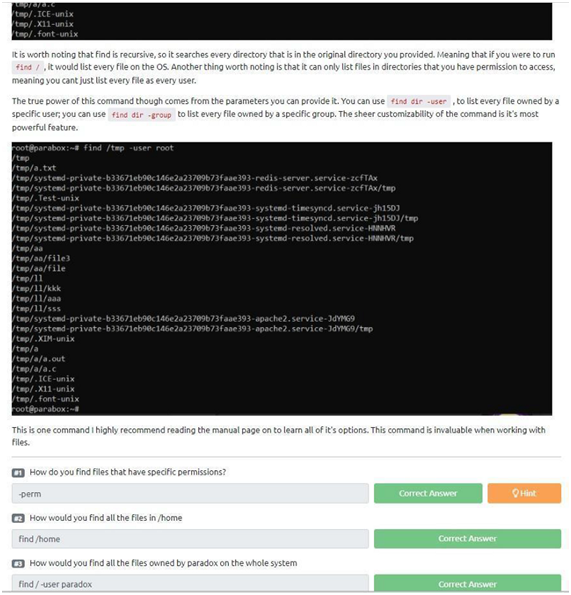 /tmp/a/a.c
/tmp/.ICE-unix
/tmp/.X11-unix
/tmp/.font-unix
It is worth noting that find is recursive, so it searches every directory that is in the original directory you provided. Meaning that if you were to run
find / , it would list every file on the OS. Another thing worth noting is that it can only list files in directories that you have permission to access,
meaning you cant just list every file as every user.
The true power of this command though comes from the parameters you can provide it. You can use find dir -user , to list every file owned by a
specific user; you can use find dir -group to list every file owned by a specific group. The sheer customizability of the command is it's most
powerful feature.
root@parabox:~# find /tmp -user root
/tmp
/tmp/a.txt
/tmp/systemd-private-b33671eb90c146e2a23709b73faae393-redis-server.service-zcfTAx
/tmp/systemd-private-b33671eb90c146e2a23709b73faae393-redis-server.service-zcfTAx/tmp
/tmp/.Test-unix
/tmp/systemd-private-b33671eb90c146e2a23709b73faae393-systemd-timesyncd.service-jh15DJ
/tmp/systemd-private-b33671eb90c146e2a23709b73faae393-systemd-timesyncd.service-jh15DJ/tmp
/tmp/systemd-private-b33671eb90c146e2a23709b73faae393-systemd-resolved.service-HNNHVR
/tmp/systemd-private-b33671eb90c146e2a23709b73faae393-systemd-resolved.service-HNNHVR/tmp
/tmp/aa
/tmp/aa/file3
/tmp/aa/file
/tmp/ll
/tmp/ll/kkk
/tmp/ll/aaa
/tmp/ll/sss
/tmp/systemd-private-b33671eb90c146e2a23709b73faae393-apache2.service-JdYMG9
/tmp/systemd-private-b33671eb90c146e2a23709b73faae393-apache2.service-JdYMG9/tmp
/tmp/.XIM-unix
/tmp/a
/tmp/a/a.out
/tmp/a/a.c
/tmp/.ICE-unix
/tmp/.X11-unix
/tmp/.font-unix
root@parabox:~#
This is one command I highly recommend reading the manual page on to learn all of it's options. This command is invaluable when working with
files.
#1 How do you find files that have specific permissions?
-perm Correct Answer Hint
#2 How would you find all the files in /home
find /home Correct Answer
#3 How would you find all the files owned by paradox on the whole system
find / -user paradox Correct Answer